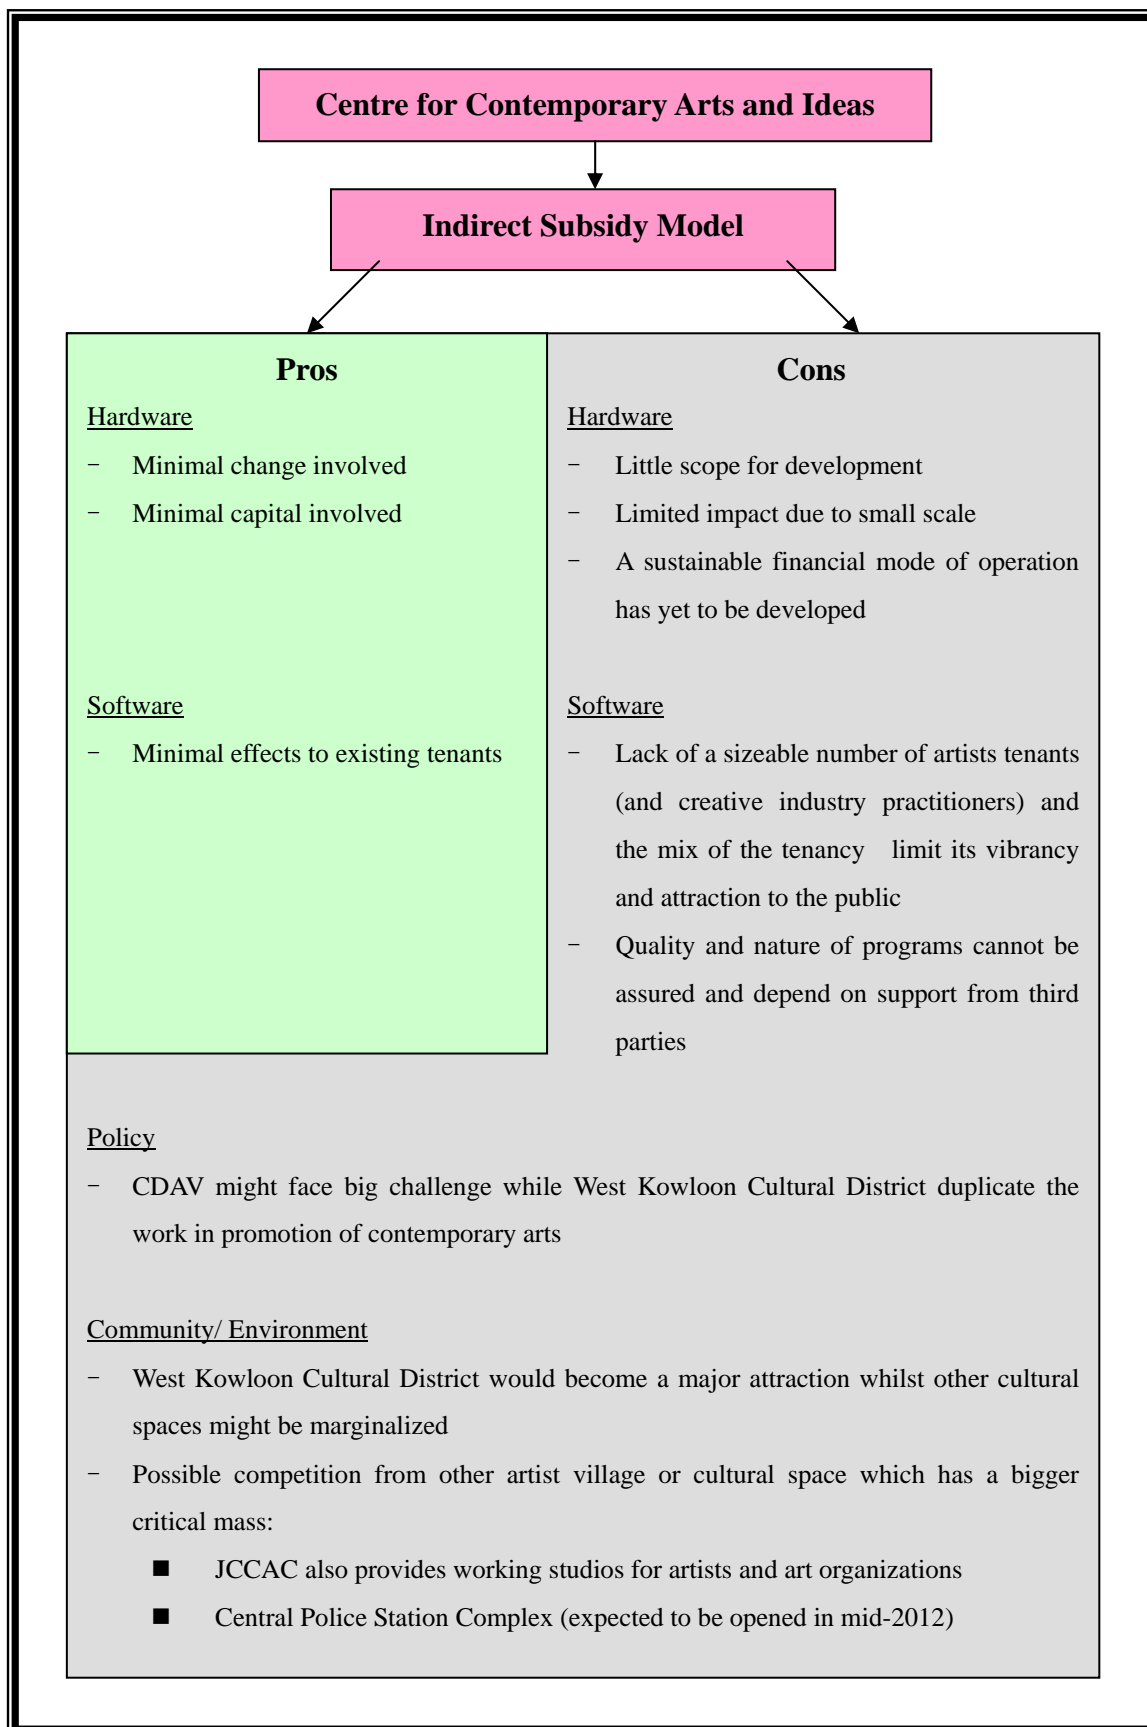 Centre for Contemporary Arts and Ideas
Indirect Subsidy Model
Pros
Hardware
- Minimal change involved
- Minimal capital involved
Software
- Minimal effects to existing tenants
Cons
Hardware
- Little scope for development
- Limited impact due to small scale
- A sustainable financial mode of operation
has yet to be developed
Software
- Lack of a sizeable number of artists tenants
(and creative industry practitioners) and
the mix of the tenancy limit its vibrancy
and attraction to the public
- Quality and nature of programs cannot be
assured and depend on support from third
parties
Policy
- CDAV might face big challenge while West Kowloon Cultural District duplicate the
work in promotion of contemporary arts
Community/ Environment
- West Kowloon Cultural District would become a major attraction whilst other cultural
spaces might be marginalized
- Possible competition from other artist village or cultural space which has a bigger
critical mass:
■ JCCAC also provides working studios for artists and art organizations
■ Central Police Station Complex (expected to be opened in mid-2012)